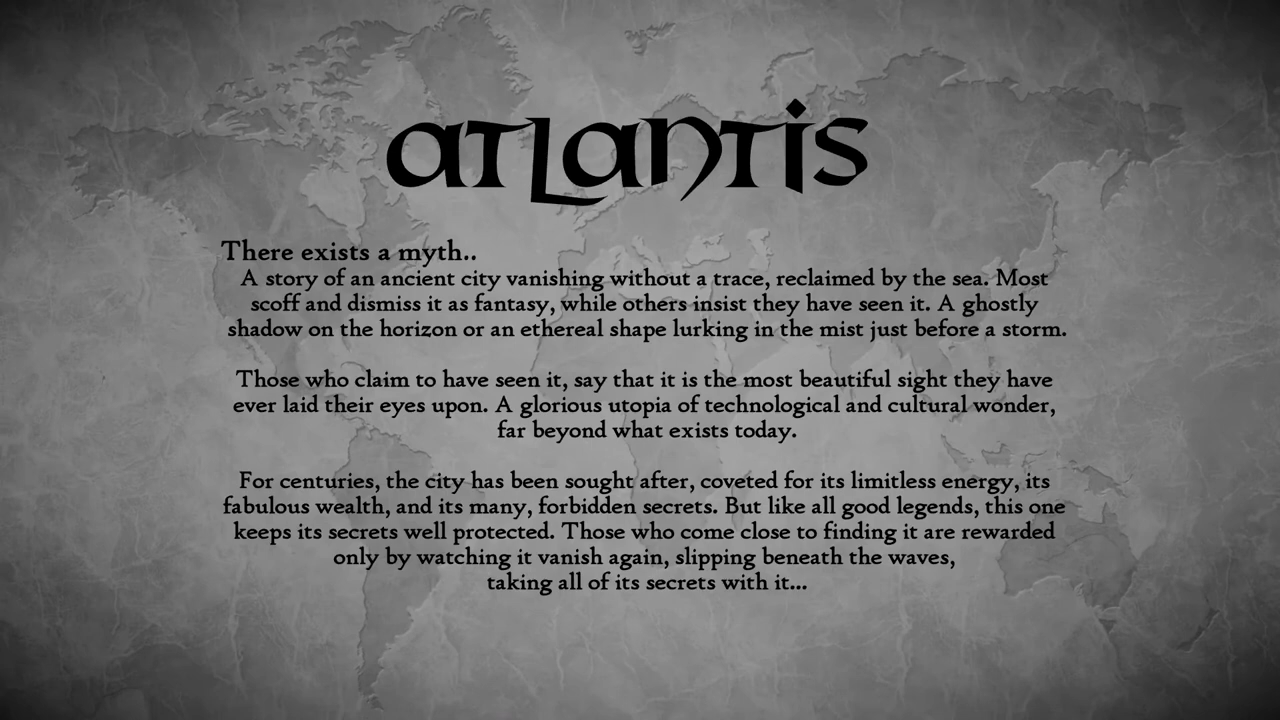 atlantis
There exists a myth..
A story of an ancient city vanishing without a trace, reclaimed by the sea. Most
scoff and dismiss it as fantasy, while others insist they have seen it. A ghostly
shadow on the horizon or an ethereal shape lurking in the mist just before a storm.
Those who claim to have seen it, say that it is the most beautiful sight they have
ever laid their eyes upon. A glorious utopia of technological and cultural wonder,
far beyond what exists today.
For centuries, the city has been sought after, coveted for its limitless energy, its
fabulous wealth, and its many, forbidden secrets. But like all good legends, this one
keeps its secrets well protected. Those who come close to finding it are rewarded
only by watching it vanish again, slipping beneath the waves,
taking all of its secrets with it...